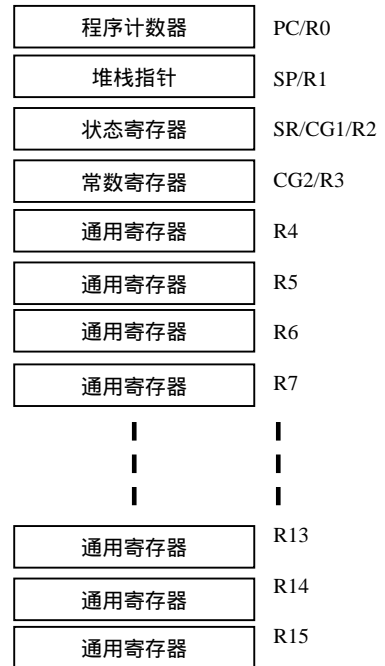 程序计数器 PC/R0
堆栈指针 SP/R1
状态寄存器 SR/CG1/R2
常数寄存器 CG2/R3
通用寄存器 R4
通用寄存器 R5
通用寄存器 R6
通用寄存器 R7
通用寄存器 R13
通用寄存器 R14
通用寄存器 R15